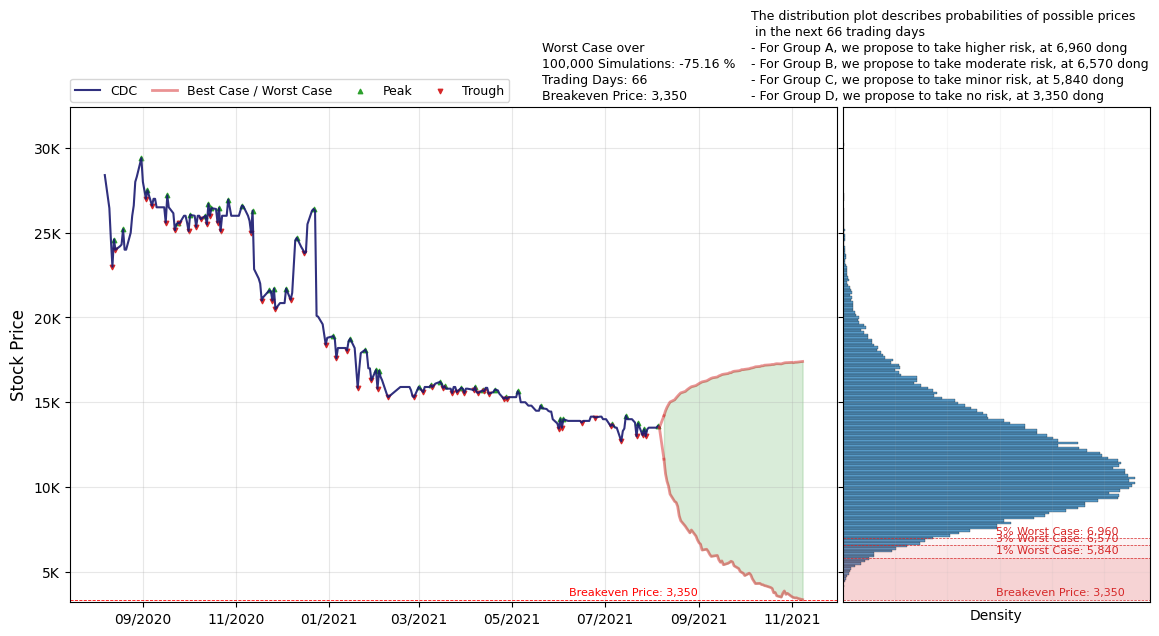 The distribution plot describes probabilities of possible prices
in the next 66 trading days
- For Group A, we propose to take higher risk, at 6,960 dong
- For Group B, we propose to take moderate risk, at 6,570 dong
- For Group C, we propose to take minor risk, at 5,840 dong
- For Group D, we propose to take no risk, at 3,350 dong
Worst Case over
100,000 Simulations: -75.16 %
Trading Days: 66
Breakeven Price: 3,350
CDC
Best Case / Worst Case
Peak
Trough
Stock Price
30K
25K
20K
15K
10K
5K
Breakeven Price: 3,350
09/2020
11/2020
01/2021
03/2021
05/2021
07/2021
09/2021
11/2021
5% Worst Case: 6,960
3% Worst Case: 6,570
1% Worst Case: 5,840
Breakeven Price: 3,350
Density